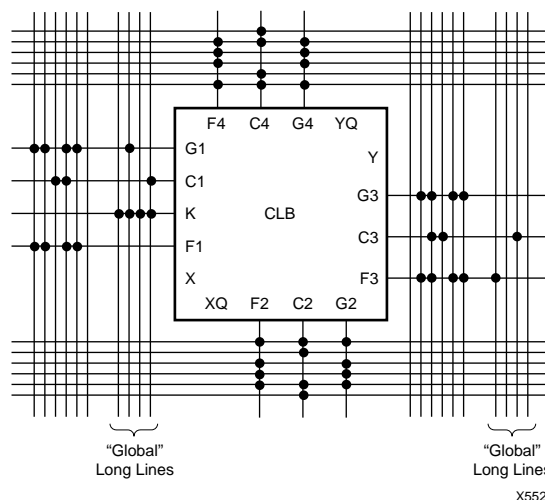 F4 C4 G4 YQ
G1
Y
C1
G3
K
CLB
C3
F1
X
F3
XQ F2 C2 G2
“Global”
Long Lines
“Global”
Long Lines
X552